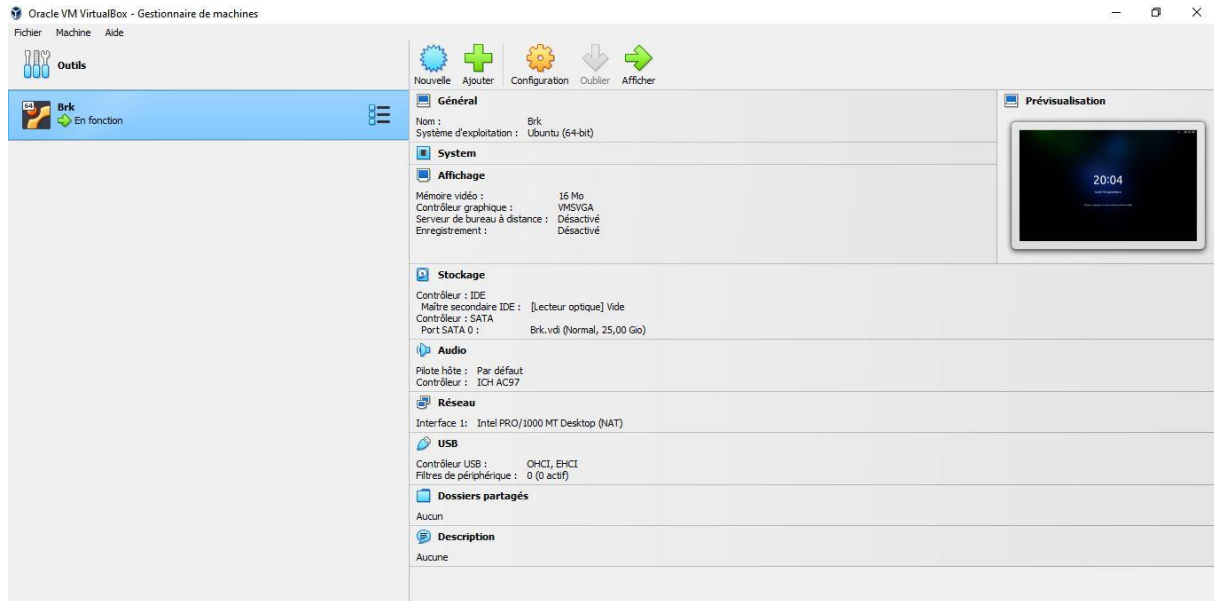 Oracle VM VirtualBox - Gestionnaire de machines
Fichier Machine Aide
Outils
Nouvelle Ajouter Configuration Oublier Afficher
64 Brk
En fonction
Général
Nom : Brk
Système d'exploitation : Ubuntu (64-bit)
System
Affichage
Mémoire vidéo : 16 Mo
Contrôleur graphique : VMSVGA
Serveur de bureau à distance : Désactivé
Enregistrement : Désactivé
Prévisualisation
20:04
Stockage
Contrôleur : IDE
Maître secondaire IDE : [Lecteur optique] Vide
Contrôleur : SATA
Port SATA 0 : Brk.vdi (Normal, 25,00 Gio)
Audio
Pilote hôte : Par défaut
Contrôleur : ICH AC97
Réseau
Interface 1: Intel PRO/1000 MT Desktop (NAT)
USB
Contrôleur USB : OHCI, EHCI
Filtres de périphérique : 0 (0 actif)
Dossiers partagés
Aucun
Description
Aucune